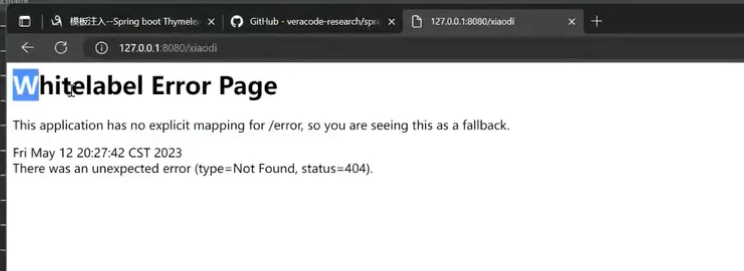 模板注入--Spring boot Thymele
GitHub - veracode-research/spri
127.0.0.1:8080/xiaodi
127.0.0.1:8080/xiaodi
Whitelabel Error Page
This application has no explicit mapping for /error, so you are seeing this as a fallback.
Fri May 12 20:27:42 CST 2023
There was an unexpected error (type=Not Found, status=404).